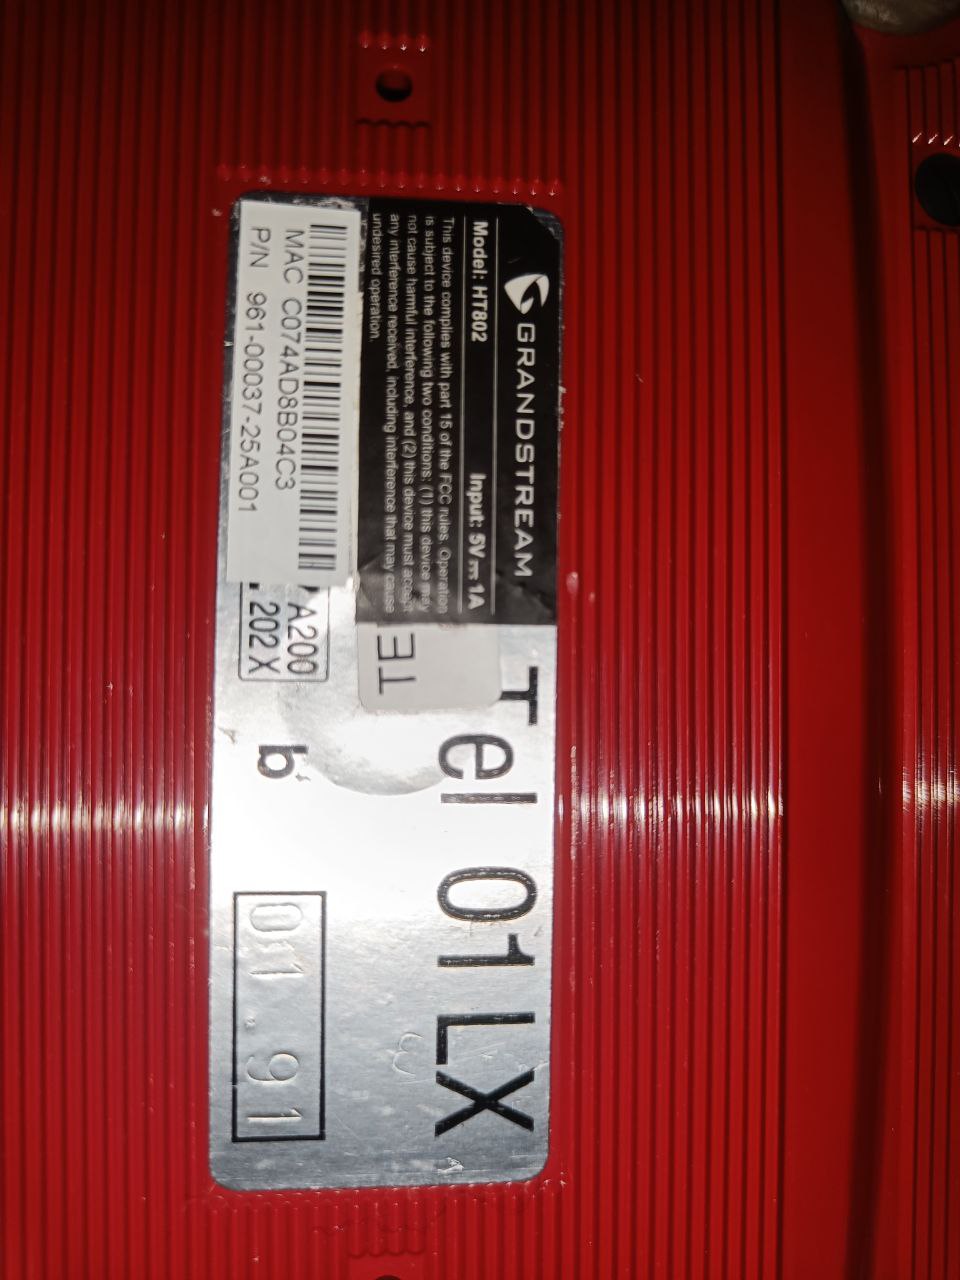 GRANDSTREAM
Model: HT802 Input: 5V⎓1A
This device complies with part 15 of the FCC rules. Operation
is subject to the following two conditions: (1) this device may
not cause harmful interference, and (2) this device must accept
any interference received, including interference that may cause
undesired operation.
MAC C074AD8B04C3
P/N 961-00037-25A001
Tel 01 LX
TE
A200
202 X
b
01.91